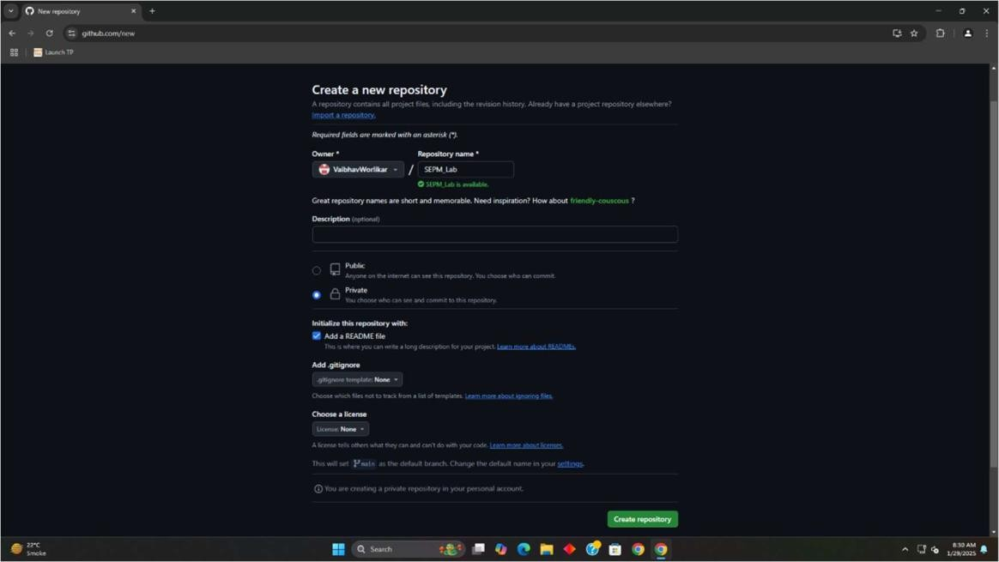 New repository
github.com/new
Launch TP
Create a new repository
A repository contains all project files, including the revision history. Already have a project repository elsewhere?
Import a repository.
Required fields are marked with an asterisk (*).
Owner * Repository name *
VaibhavWorlikar / SEPM_Lab
SEPM_Lab is available.
Great repository names are short and memorable. Need inspiration? How about friendly-couscous ?
Description (optional)
Public
Anyone on the internet can see this repository. You choose who can commit.
Private
You choose who can see and commit to this repository.
Initialize this repository with:
Add a README file
This is where you can write a long description for your project. Learn more about READMEs.
Add .gitignore
.gitignore template: None
Choose which files not to track from a list of templates. Learn more about ignoring files.
Choose a license
License: None
A license tells others what they can and can't do with your code. Learn more about licenses.
This will set main as the default branch. Change the default name in your settings.
You are creating a private repository in your personal account.
Create repository
22°C
Smoke
Search
8:30 AM
1/29/2025